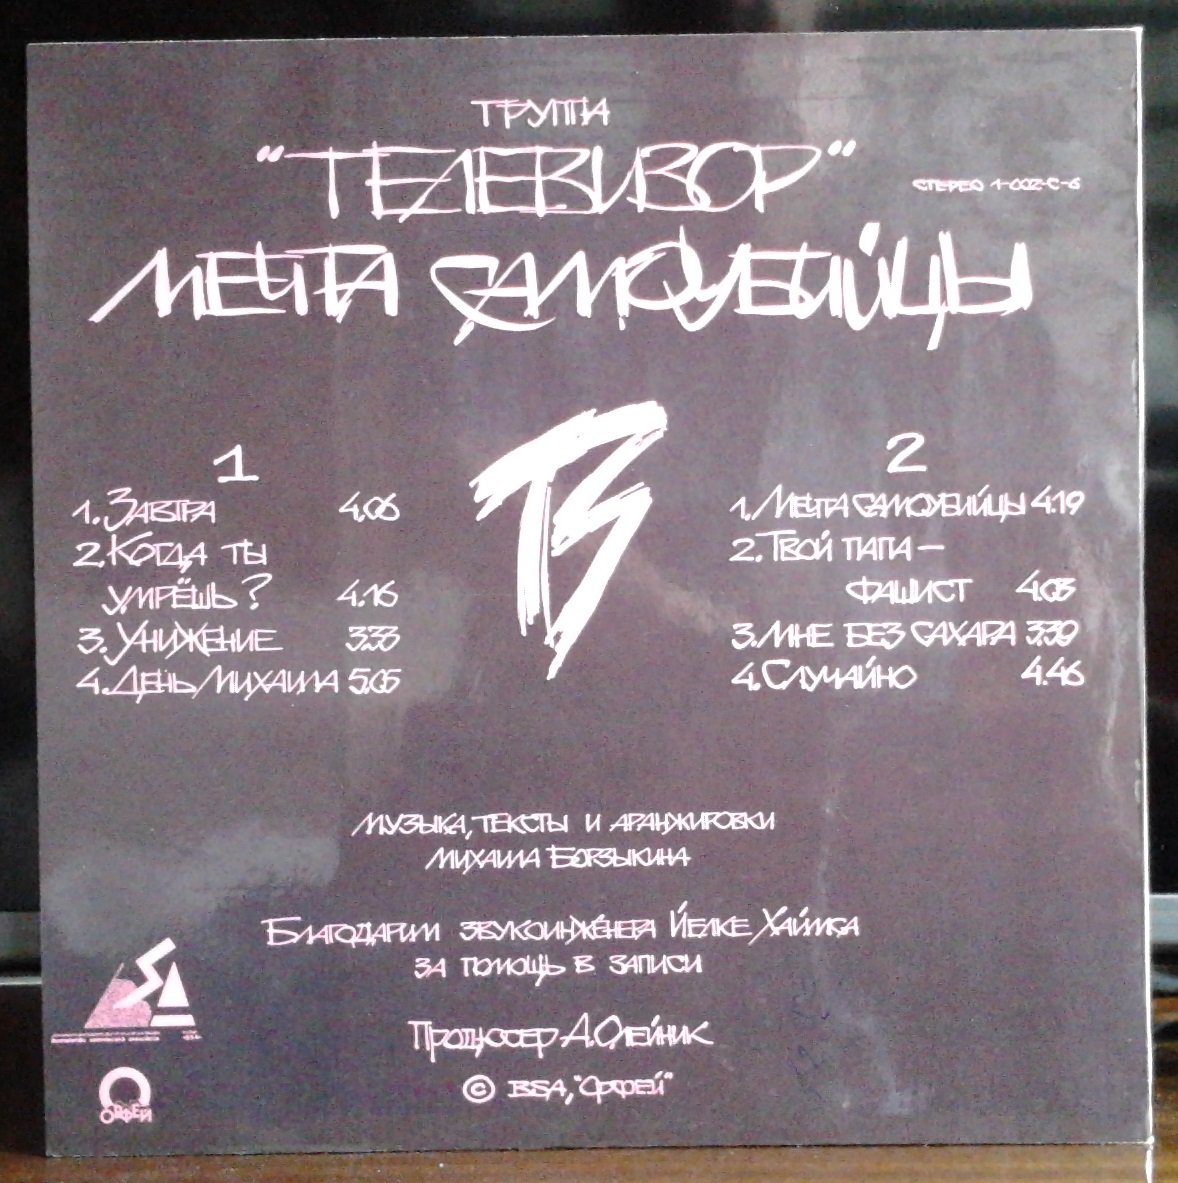 ГРУППА
"ТЕЛЕВИЗОР"
СТЕРЕО 1-002-С-6
МЕЧТА САМОУБИЙЦЫ
ТВ
1
1. ЗАВТРА 4.06
2. КОГДА ТЫ
УМРЁШЬ? 4.16
3. УНИЖЕНИЕ 3.33
4. ДЕНЬ МИХАИЛА 5.05
2
1. МЕЧТА САМОУБИЙЦЫ 4.19
2. ТВОЙ ПАПА —
ФАШИСТ 4.03
3. МНЕ БЕЗ САХАРА 3.39
4. СЛУЧАЙНО 4.46
МУЗЫКА, ТЕКСТЫ И АРАНЖИРОВКИ
МИХАИЛА БОРЗЫКИНА
БЛАГОДАРИМ ЗВУКОИНЖЕНЕРА ЙЕЛКЕ ХАЙМКА
ЗА ПОМОЩЬ В ЗАПИСИ
ПРОДЮССЕР А. ОЛЕЙНИК
© BSA, "ОРФЕЙ"
ОРФЕЙ